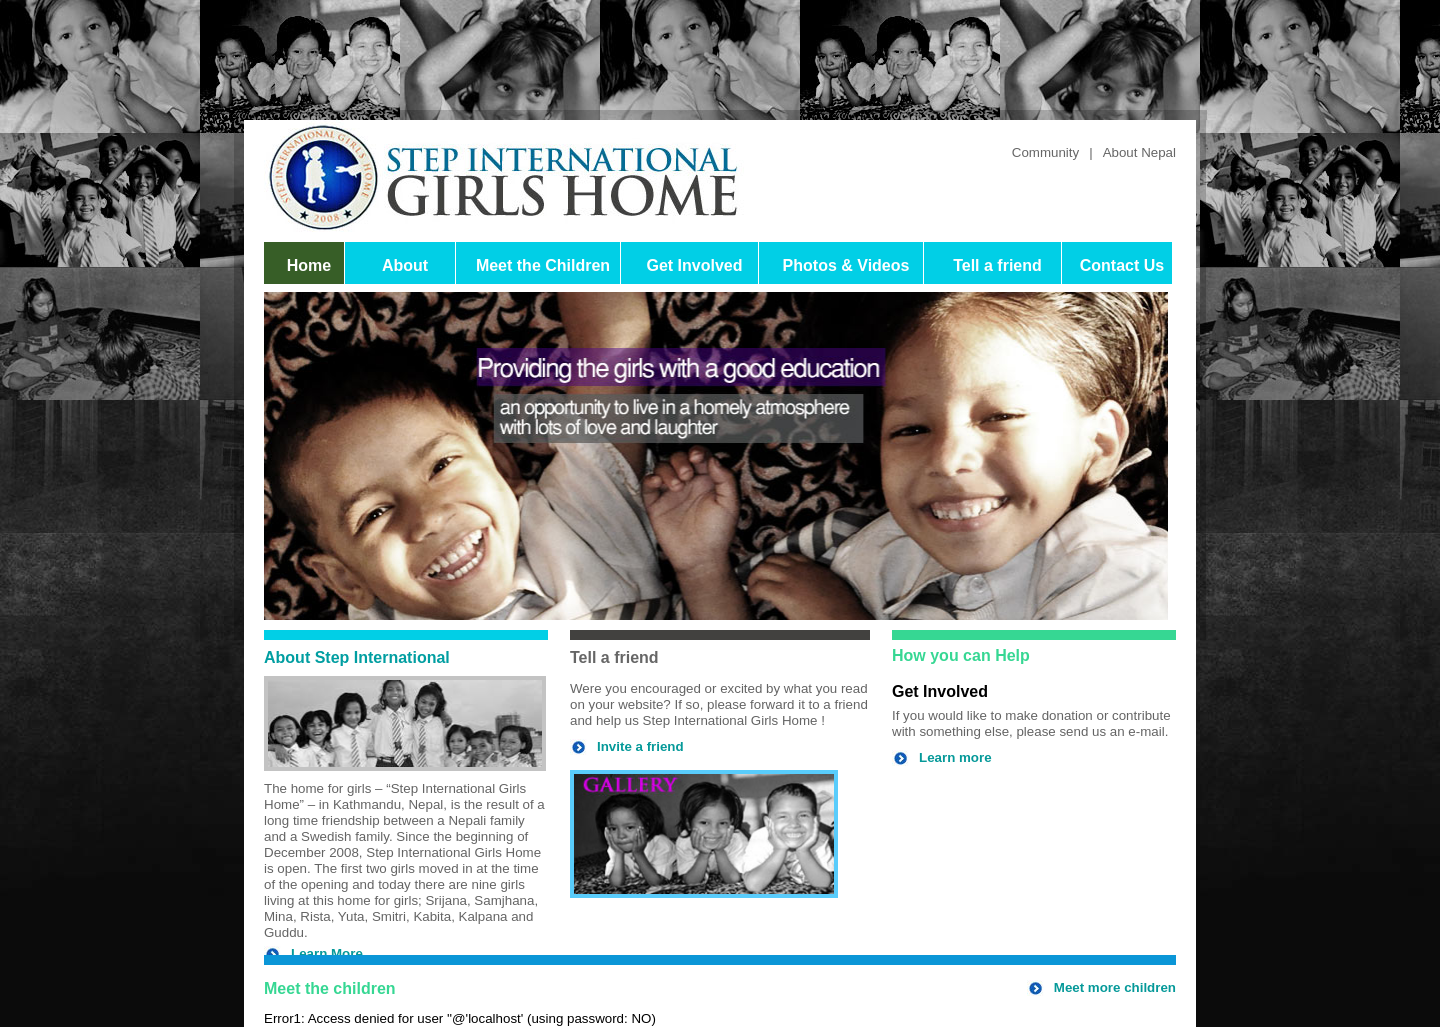 STEP INTERNATIONAL GIRLS HOME
2008
STEP INTERNATIONAL
GIRLS HOME
Community | About Nepal
Home About Meet the Children Get Involved Photos & Videos Tell a friend Contact Us
Providing the girls with a good education
an opportunity to live in a homely atmosphere
with lots of love and laughter
About Step International
The home for girls – “Step International Girls
Home” – in Kathmandu, Nepal, is the result of a
long time friendship between a Nepali family
and a Swedish family. Since the beginning of
December 2008, Step International Girls Home
is open. The first two girls moved in at the time
of the opening and today there are nine girls
living at this home for girls; Srijana, Samjhana,
Mina, Rista, Yuta, Smitri, Kabita, Kalpana and
Guddu.
Learn More
Tell a friend
Were you encouraged or excited by what you read
on your website? If so, please forward it to a friend
and help us Step International Girls Home !
Invite a friend
GALLERY
How you can Help
Get Involved
If you would like to make donation or contribute
with something else, please send us an e-mail.
Learn more
Meet the children
Meet more children
Error1: Access denied for user ''@'localhost' (using password: NO)